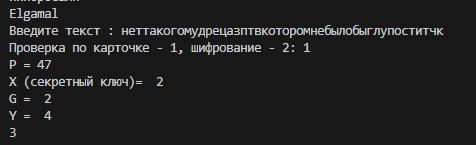 Elgamal
Введите текст : неттакогомудрецазптвкоторомнебылобыглупоститчк
Проверка по карточке - 1, шифрование - 2: 1
P = 47
X (секретный ключ)=  2
G =  2
Y =  4
3